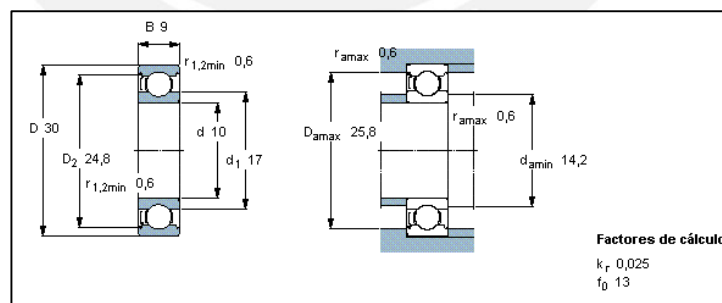 B 9
r1,2min 0,6
D 30
D2 24,8
d 10
d1 17
r1,2min 0,6
ramax 0,6
ramax 0,6
Damax 25,8
damin 14,2
Factores de cálculo
kr 0,025
f0 13